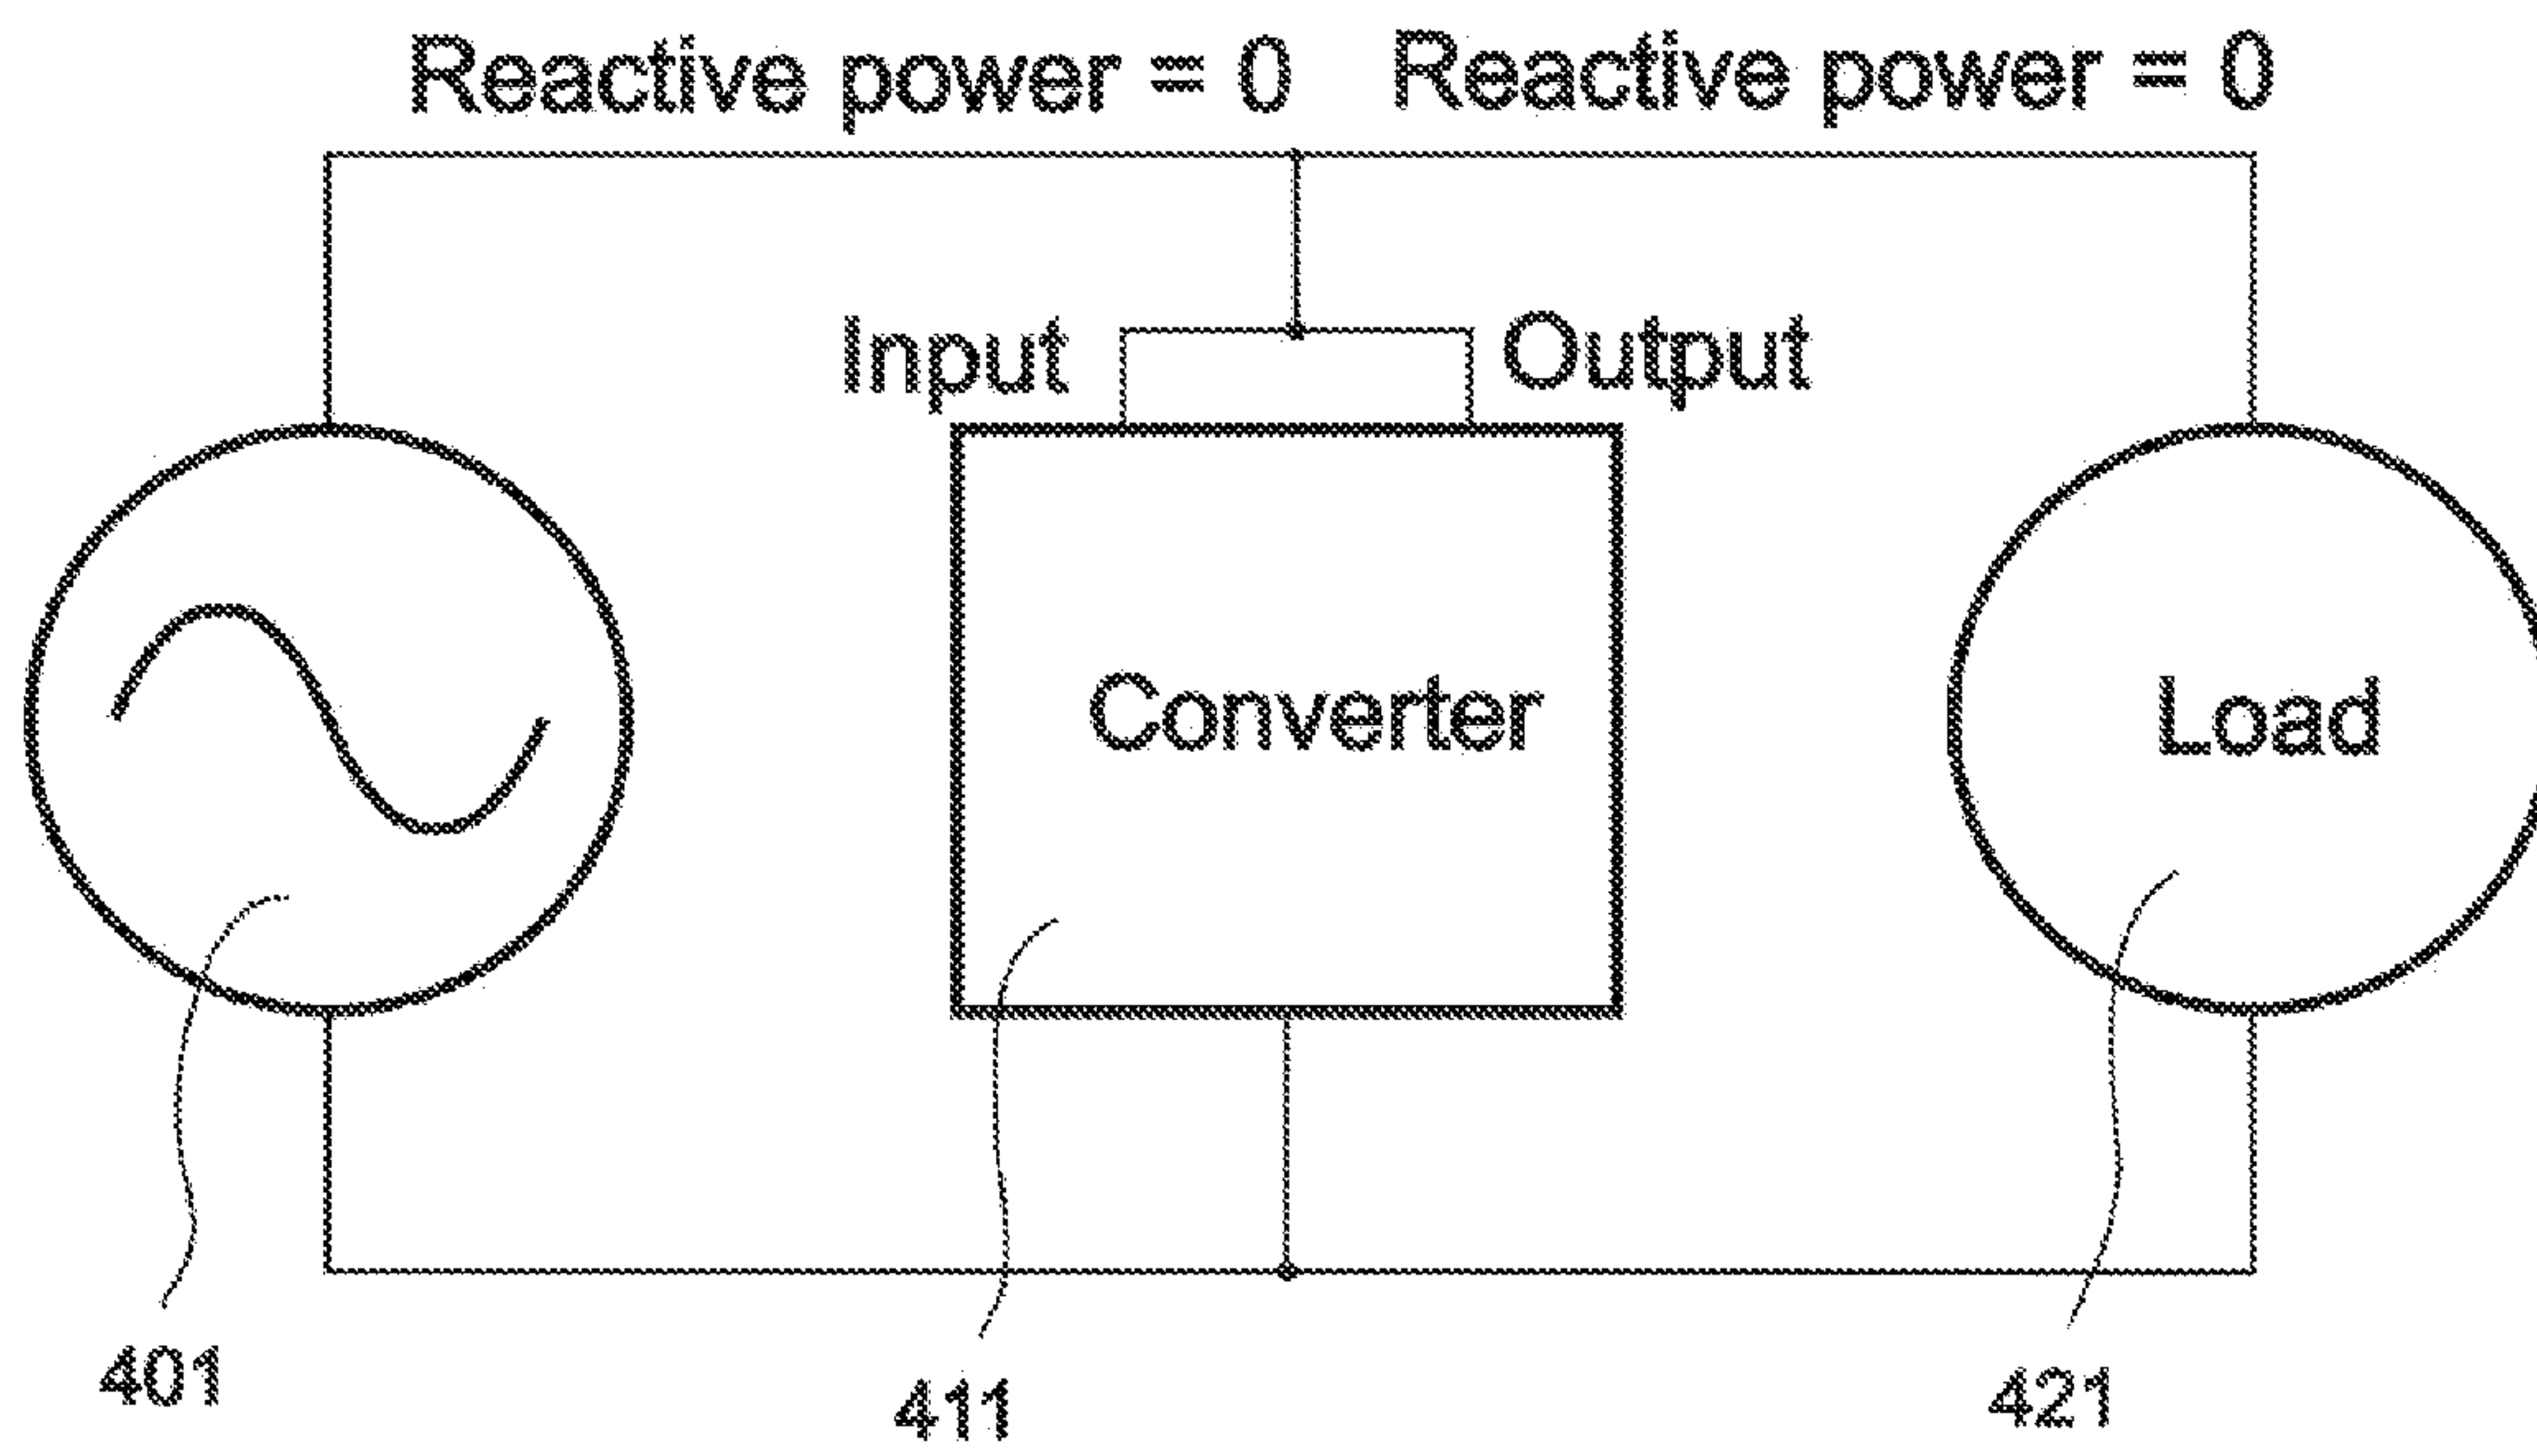 Reactive power = 0 Reactive power = 0
Input Output
Converter Load
401 411 421